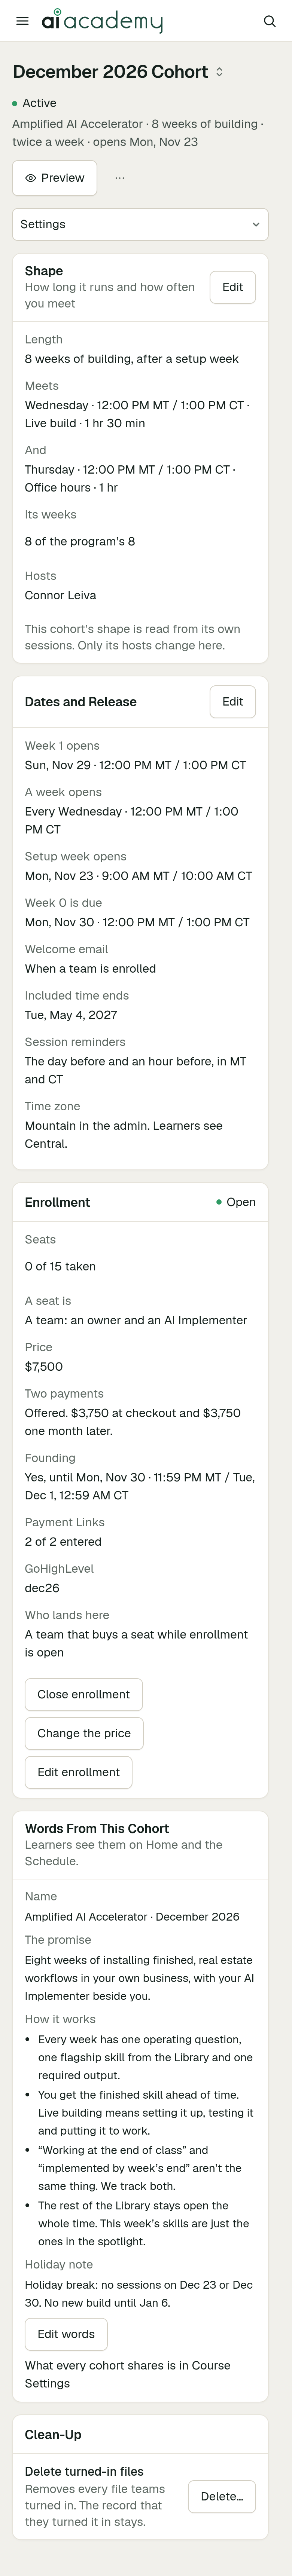 ai academy
December 2026 Cohort
Active
Amplified AI Accelerator · 8 weeks of building ·
twice a week · opens Mon, Nov 23
Preview
...
Settings
Shape
How long it runs and how often
you meet
Edit
Length
8 weeks of building, after a setup week
Meets
Wednesday · 12:00 PM MT / 1:00 PM CT ·
Live build · 1 hr 30 min
And
Thursday · 12:00 PM MT / 1:00 PM CT ·
Office hours · 1 hr
Its weeks
8 of the program's 8
Hosts
Connor Leiva
This cohort's shape is read from its own
sessions. Only its hosts change here.
Dates and Release
Edit
Week 1 opens
Sun, Nov 29 · 12:00 PM MT / 1:00 PM CT
A week opens
Every Wednesday · 12:00 PM MT / 1:00
PM CT
Setup week opens
Mon, Nov 23 · 9:00 AM MT / 10:00 AM CT
Week 0 is due
Mon, Nov 30 · 12:00 PM MT / 1:00 PM CT
Welcome email
When a team is enrolled
Included time ends
Tue, May 4, 2027
Session reminders
The day before and an hour before, in MT
and CT
Time zone
Mountain in the admin. Learners see
Central.
Enrollment
Open
Seats
0 of 15 taken
A seat is
A team: an owner and an AI Implementer
Price
$7,500
Two payments
Offered. $3,750 at checkout and $3,750
one month later.
Founding
Yes, until Mon, Nov 30 · 11:59 PM MT / Tue,
Dec 1, 12:59 AM CT
Payment Links
2 of 2 entered
GoHighLevel
dec26
Who lands here
A team that buys a seat while enrollment
is open
Close enrollment
Change the price
Edit enrollment
Words From This Cohort
Learners see them on Home and the
Schedule.
Name
Amplified AI Accelerator · December 2026
The promise
Eight weeks of installing finished, real estate
workflows in your own business, with your AI
Implementer beside you.
How it works
• Every week has one operating question,
one flagship skill from the Library and one
required output.
• You get the finished skill ahead of time.
Live building means setting it up, testing it
and putting it to work.
• “Working at the end of class” and
“implemented by week's end” aren't the
same thing. We track both.
• The rest of the Library stays open the
whole time. This week's skills are just the
ones in the spotlight.
Holiday note
Holiday break: no sessions on Dec 23 or Dec
30. No new build until Jan 6.
Edit words
What every cohort shares is in Course
Settings
Clean-Up
Delete turned-in files
Removes every file teams
turned in. The record that
they turned it in stays.
Delete...